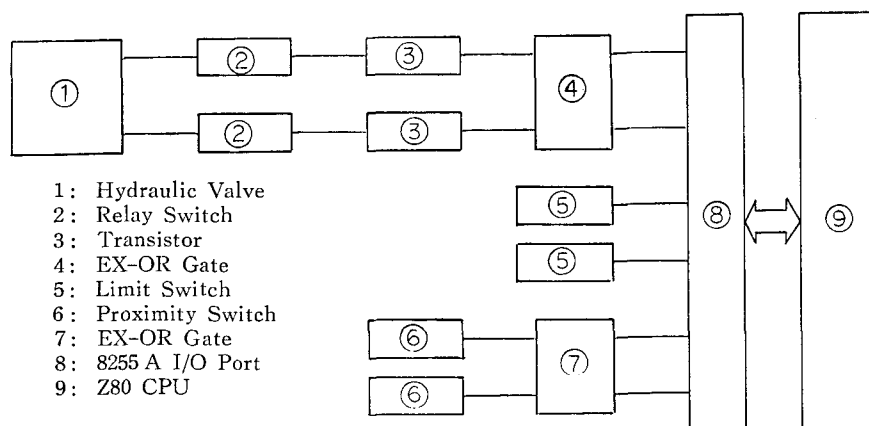 ① ② ③ ④
② ③
1: Hydraulic Valve
2: Relay Switch
3: Transistor
4: EX-OR Gate
5: Limit Switch
6: Proximity Switch
7: EX-OR Gate
8: 8255 A I/O Port
9: Z80 CPU
⑤
⑤
⑥
⑥
⑦
⑧
⑨